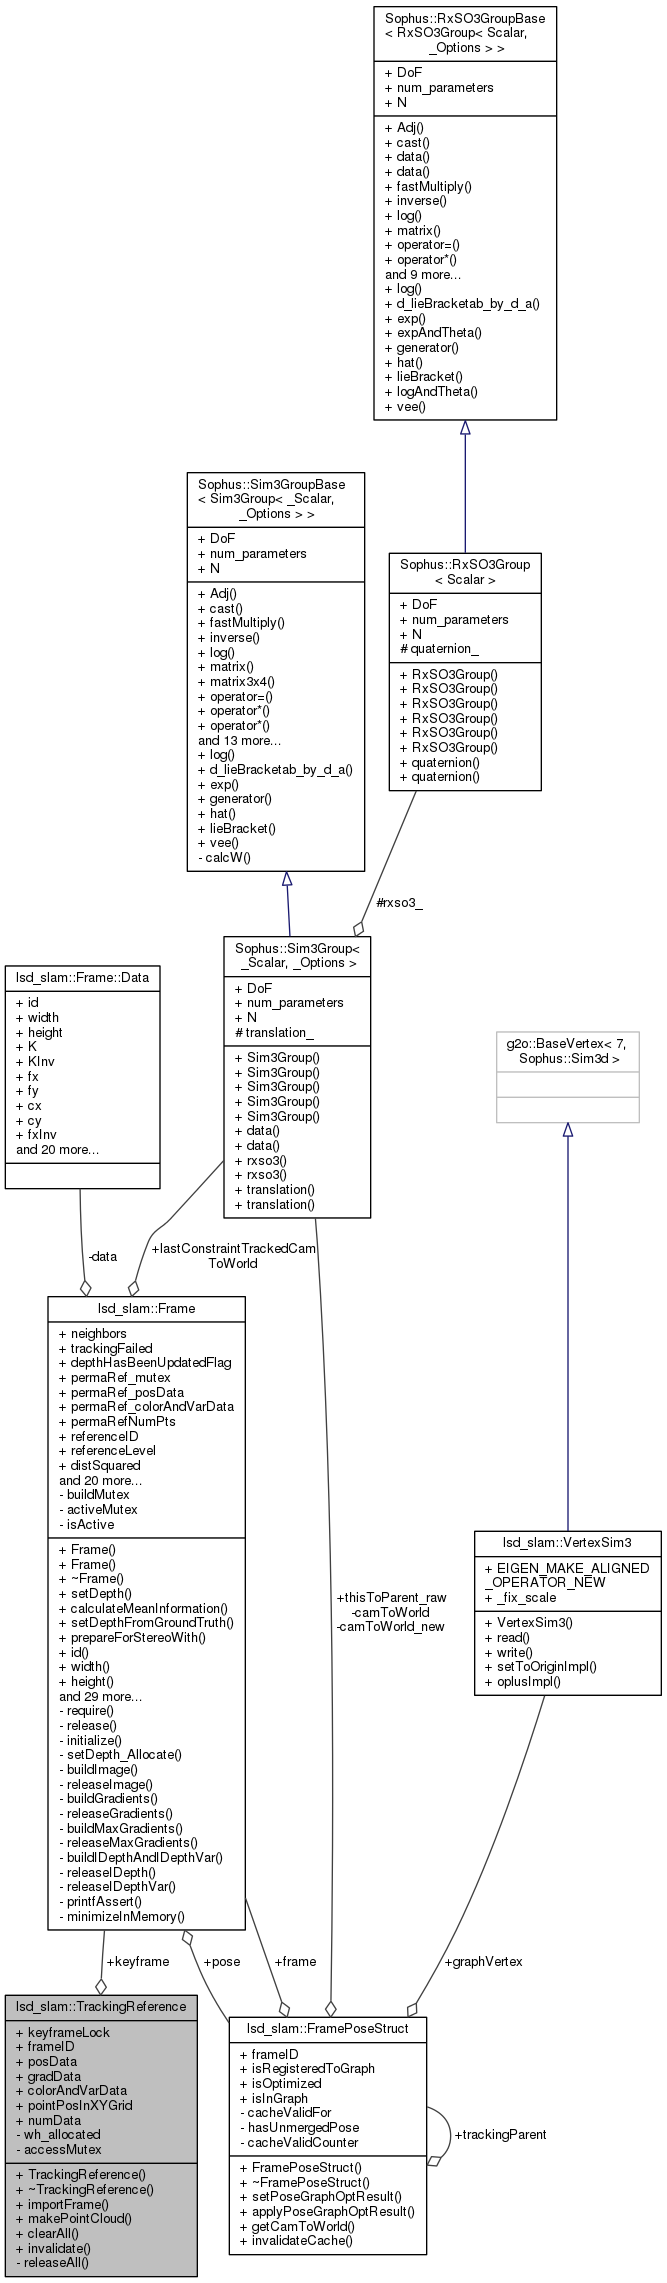 Sophus::RxSO3GroupBase
< RxSO3Group< Scalar,
_Options > >
+ DoF
+ num_parameters
+ N
+ Adj()
+ cast()
+ data()
+ data()
+ fastMultiply()
+ inverse()
+ log()
+ matrix()
+ operator=()
+ operator*()
and 9 more...
+ log()
+ d_lieBracketab_by_d_a()
+ exp()
+ expAndTheta()
+ generator()
+ hat()
+ lieBracket()
+ logAndTheta()
+ vee()
Sophus::Sim3GroupBase
< Sim3Group< _Scalar,
_Options > >
+ DoF
+ num_parameters
+ N
+ Adj()
+ cast()
+ fastMultiply()
+ inverse()
+ log()
+ matrix()
+ matrix3x4()
+ operator=()
+ operator*()
+ operator*()
and 13 more...
+ log()
+ d_lieBracketab_by_d_a()
+ exp()
+ generator()
+ hat()
+ lieBracket()
+ vee()
- calcW()
Sophus::RxSO3Group
< Scalar >
+ DoF
+ num_parameters
+ N
# quaternion_
+ RxSO3Group()
+ RxSO3Group()
+ RxSO3Group()
+ RxSO3Group()
+ RxSO3Group()
+ RxSO3Group()
+ quaternion()
+ quaternion()
#rxso3_
Sophus::Sim3Group<
_Scalar, _Options >
+ DoF
+ num_parameters
+ N
# translation_
+ Sim3Group()
+ Sim3Group()
+ Sim3Group()
+ Sim3Group()
+ Sim3Group()
+ data()
+ data()
+ rxso3()
+ rxso3()
+ translation()
+ translation()
lsd_slam::Frame::Data
+ id
+ width
+ height
+ K
+ KInv
+ fx
+ fy
+ cx
+ cy
+ fxInv
and 20 more...
g2o::BaseVertex< 7,
Sophus::Sim3d >
-data
+lastConstraintTrackedCam
ToWorld
lsd_slam::Frame
+ neighbors
+ trackingFailed
+ depthHasBeenUpdatedFlag
+ permaRef_mutex
+ permaRef_posData
+ permaRef_colorAndVarData
+ permaRefNumPts
+ referenceID
+ referenceLevel
+ distSquared
and 20 more...
- buildMutex
- activeMutex
- isActive
+ Frame()
+ Frame()
+ ~Frame()
+ setDepth()
+ calculateMeanInformation()
+ setDepthFromGroundTruth()
+ prepareForStereoWith()
+ id()
+ width()
+ height()
and 29 more...
- require()
- release()
- initialize()
- setDepth_Allocate()
- buildImage()
- releaseImage()
- buildGradients()
- releaseGradients()
- buildMaxGradients()
- releaseMaxGradients()
- buildIDepthAndIDepthVar()
- releaseIDepth()
- releaseIDepthVar()
- printfAssert()
- minimizeInMemory()
+thisToParent_raw
-camToWorld
-camToWorld_new
lsd_slam::VertexSim3
+ EIGEN_MAKE_ALIGNED
_OPERATOR_NEW
+ _fix_scale
+ VertexSim3()
+ read()
+ write()
+ setToOriginImpl()
+ oplusImpl()
+keyframe
+pose
+frame
+graphVertex
lsd_slam::TrackingReference
+ keyframeLock
+ frameID
+ posData
+ gradData
+ colorAndVarData
+ pointPosInXYGrid
+ numData
- wh_allocated
- accessMutex
+ TrackingReference()
+ ~TrackingReference()
+ importFrame()
+ makePointCloud()
+ clearAll()
+ invalidate()
- releaseAll()
lsd_slam::FramePoseStruct
+ frameID
+ isRegisteredToGraph
+ isOptimized
+ isInGraph
- cacheValidFor
- hasUnmergedPose
- cacheValidCounter
+ FramePoseStruct()
+ ~FramePoseStruct()
+ setPoseGraphOptResult()
+ applyPoseGraphOptResult()
+ getCamToWorld()
+ invalidateCache()
+trackingParent